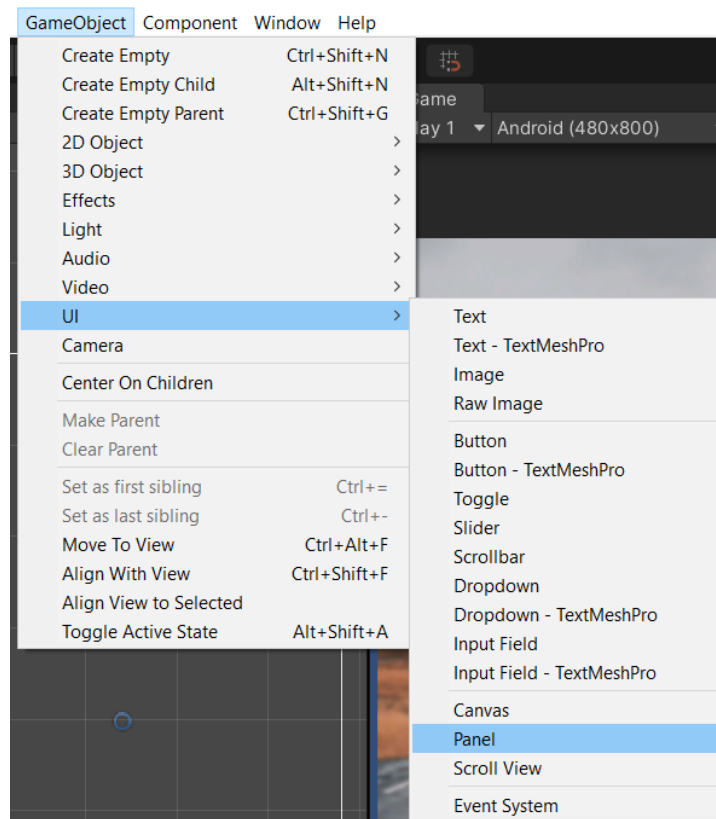 GameObject Component Window Help
Create Empty Ctrl+Shift+N
Create Empty Child Alt+Shift+N
Create Empty Parent Ctrl+Shift+G
2D Object
3D Object
Effects
Light
Audio
Video
UI
Camera
Center On Children
Make Parent
Clear Parent
Set as first sibling Ctrl+=
Set as last sibling Ctrl+-
Move To View Ctrl+Alt+F
Align With View Ctrl+Shift+F
Align View to Selected
Toggle Active State Alt+Shift+A
ame
lay 1 Android (480x800)
Text
Text - TextMeshPro
Image
Raw Image
Button
Button - TextMeshPro
Toggle
Slider
Scrollbar
Dropdown
Dropdown - TextMeshPro
Input Field
Input Field - TextMeshPro
Canvas
Panel
Scroll View
Event System